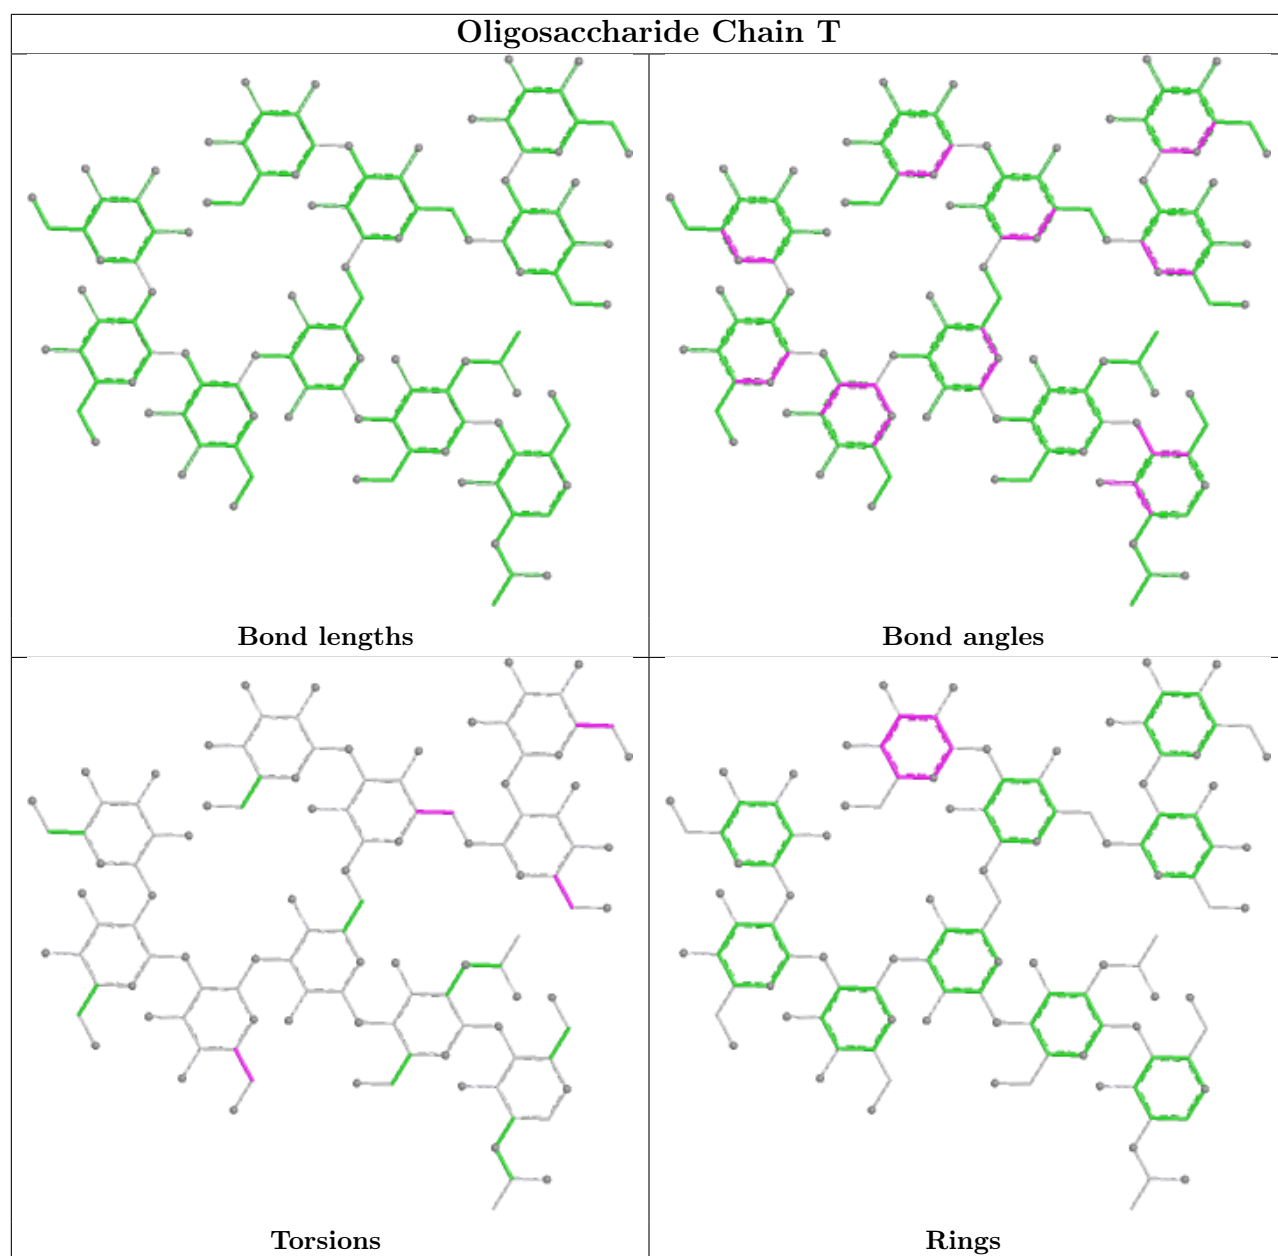 Oligosaccharide Chain T
Bond lengths
Bond angles
Torsions
Rings